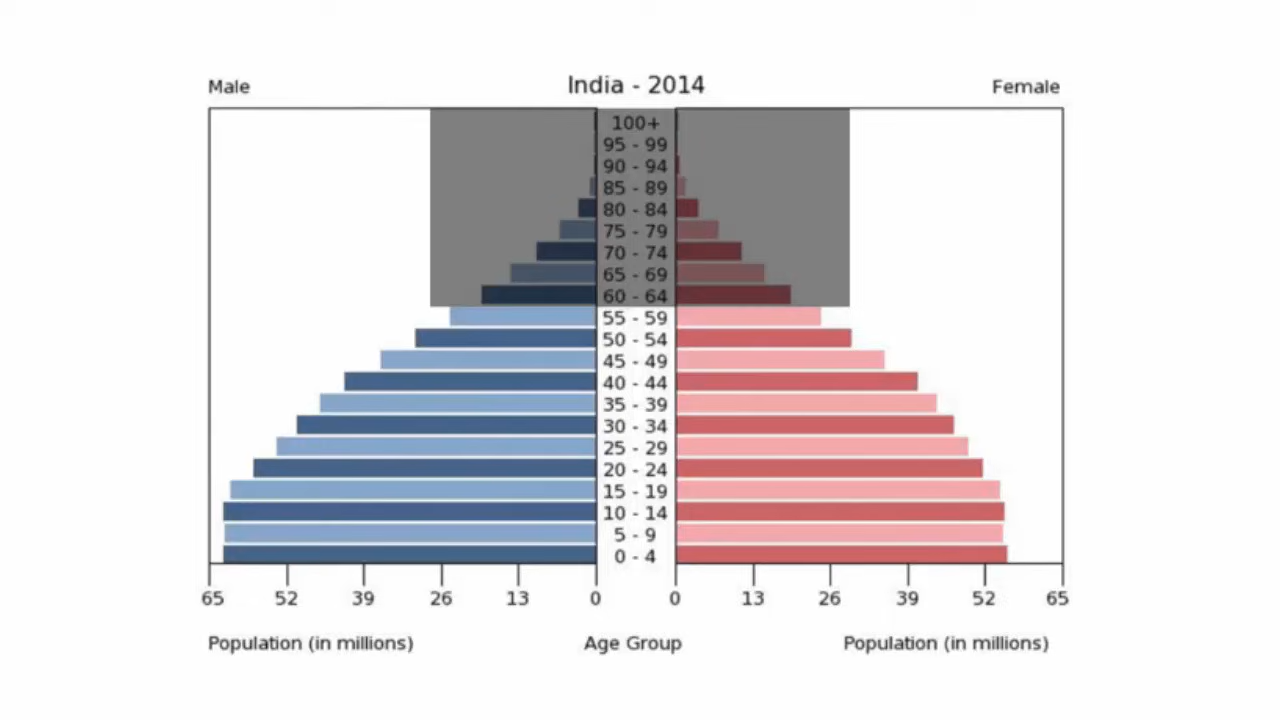 Male India - 2014 Female
100+
95 - 99
90 - 94
85 - 89
80 - 84
75 - 79
70 - 74
65 - 69
60 - 64
55 - 59
50 - 54
45 - 49
40 - 44
35 - 39
30 - 34
25 - 29
20 - 24
15 - 19
10 - 14
5 - 9
0 - 4
65 52 39 26 13 0 0 13 26 39 52 65
Population (in millions) Age Group Population (in millions)